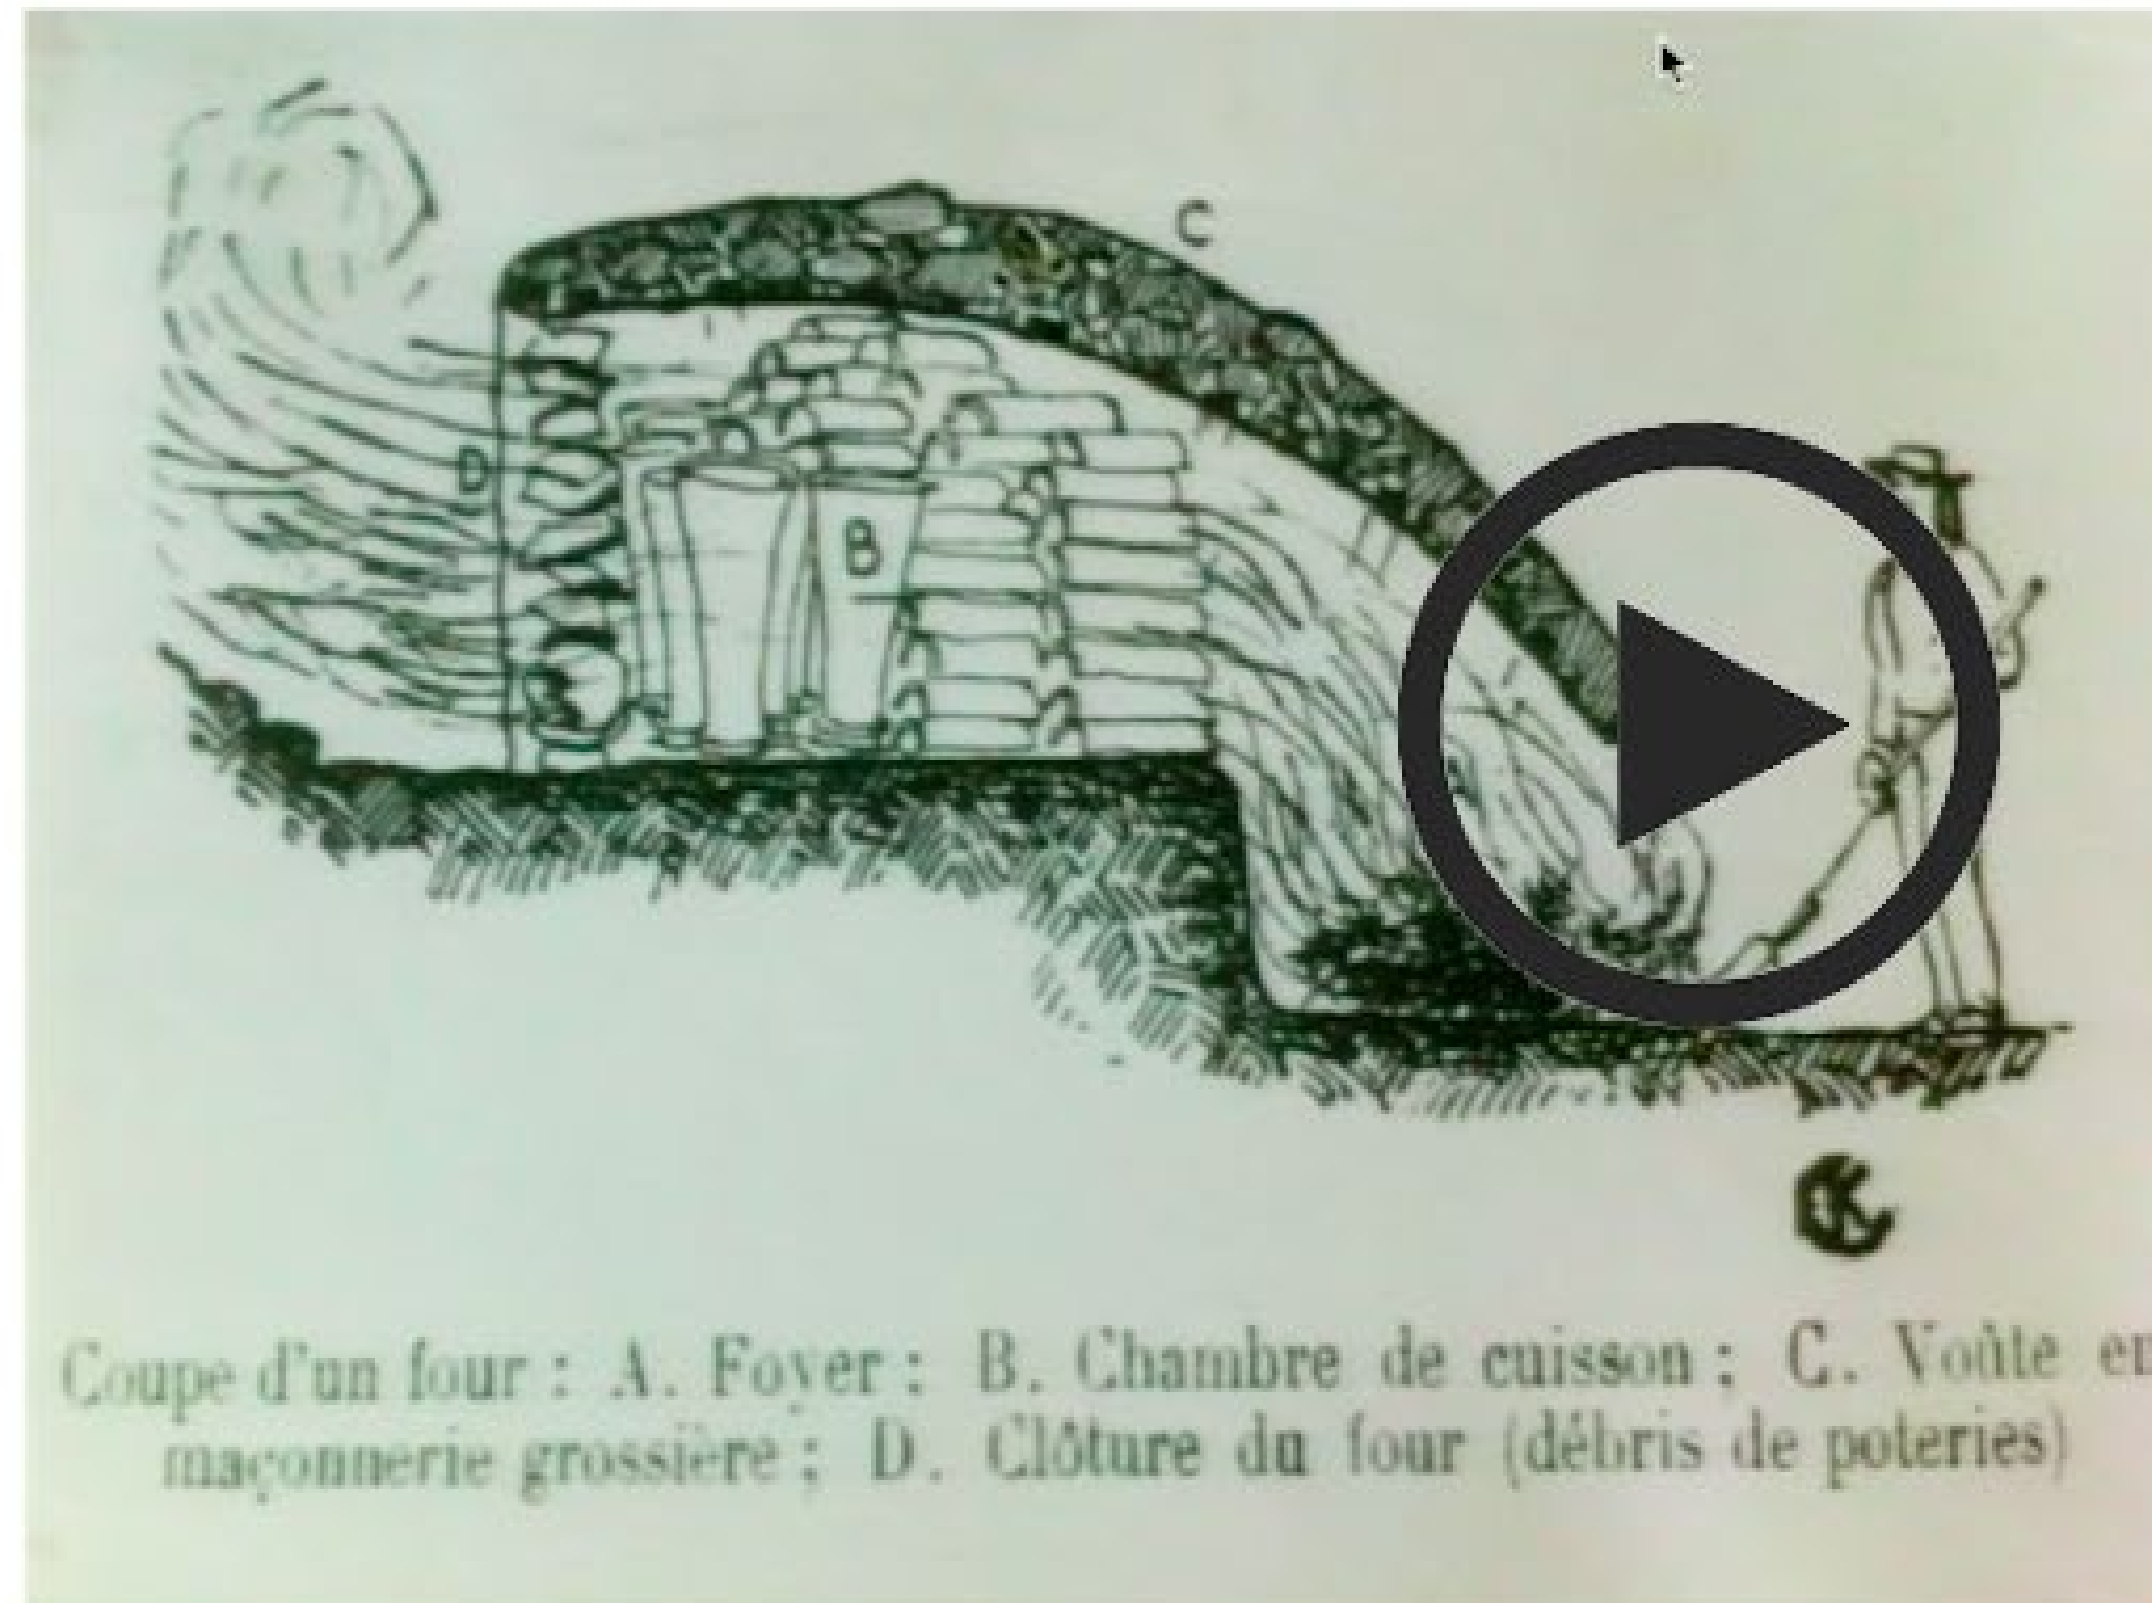 C
D
B
Coupe d'un four : A. Foyer ; B. Chambre de cuisson ; C. Voûte en
maçonnerie grossière ; D. Clôture du four (débris de poteries)